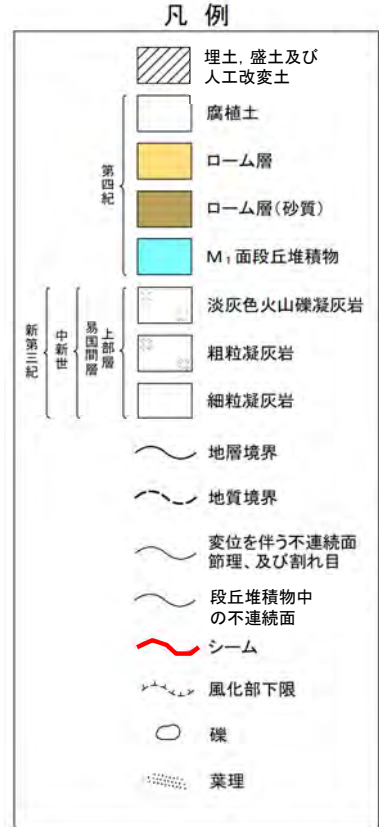 凡 例
埋土，盛土及び
人工改変土
第四紀
腐植土
ローム層
ローム層(砂質)
M₁面段丘堆積物
新第三紀
中新世
易国間層
上部層
淡灰色火山礫凝灰岩
粗粒凝灰岩
細粒凝灰岩
地層境界
地質境界
変位を伴う不連続面
節理、及び割れ目
段丘堆積物中
の不連続面
シーム
風化部下限
礫
葉理